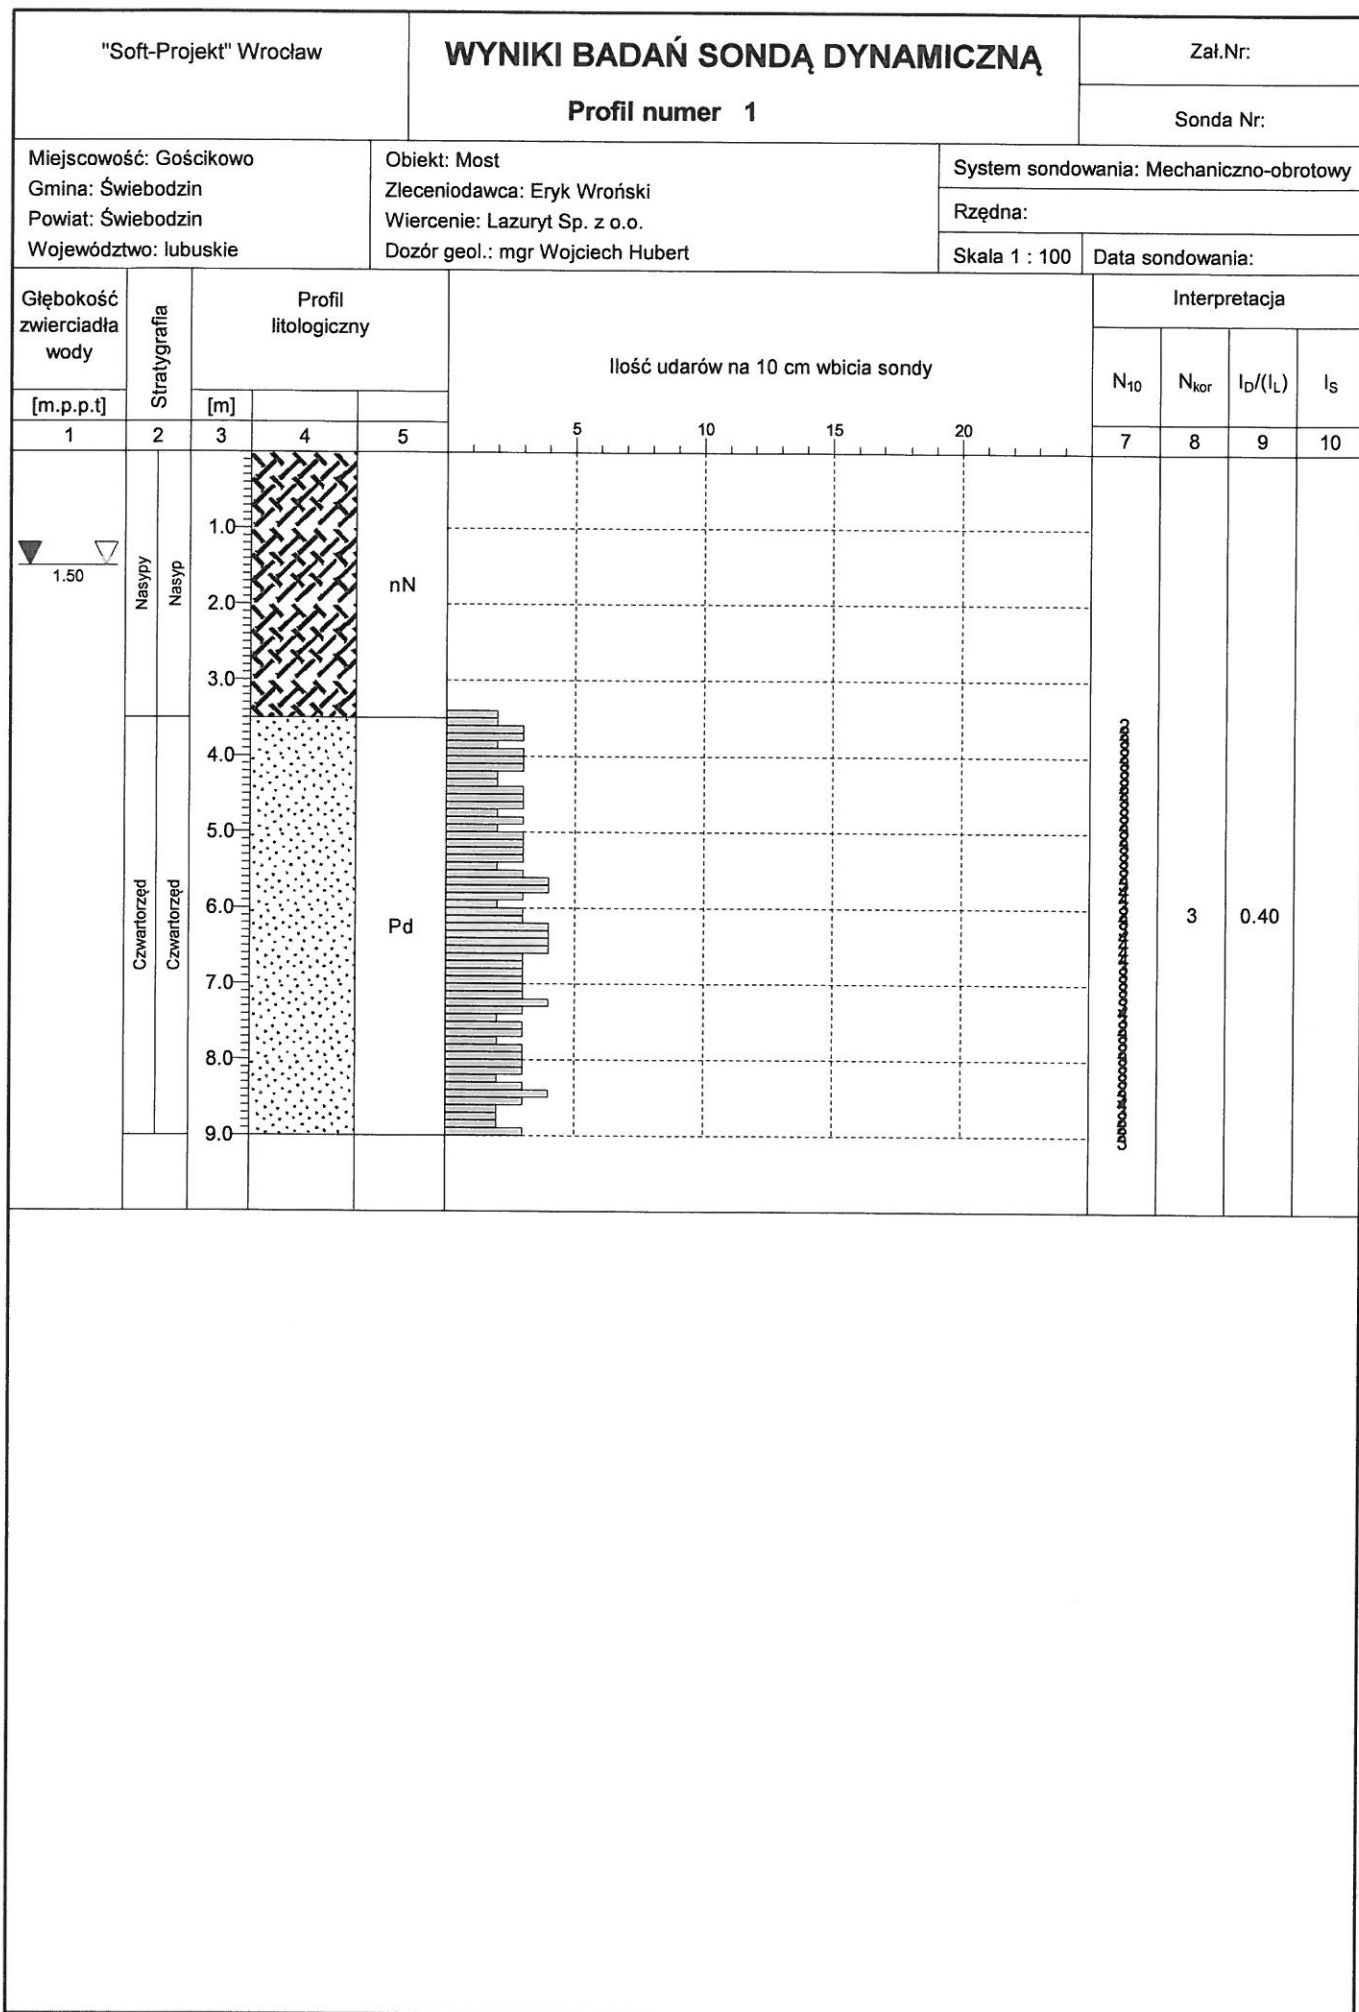 "Soft-Projekt" Wrocław
WYNIKI BADAŃ SONDĄ DYNAMICZNĄ
Profil numer 1
Zał.Nr:
Sonda Nr:
Miejscowość: Gościkowo
Gmina: Świebodzin
Powiat: Świebodzin
Województwo: lubuskie
Obiekt: Most
Zleceniodawca: Eryk Wroński
Wiercenie: Lazuryt Sp. z o.o.
Dozór geol.: mgr Wojciech Hubert
System sondowania: Mechaniczno-obrotowy
Rzędna:
Skala 1 : 100
Data sondowania:
Głębokość
zwierciadła
wody
[m.p.p.t]
Stratygrafia
Profil
litologiczny
[m]
Ilość udarów na 10 cm wbicia sondy
Interpretacja
N10
Nkor
ID/(IL)
IS
1 2 3 4 5
5 10 15 20
7 8 9 10
1.0
1.50
2.0
3.0
Nasypy
Nasyp
nN
4.0
5.0
6.0
7.0
8.0
9.0
Czwartorzęd
Czwartorzęd
Pd
3
0.40